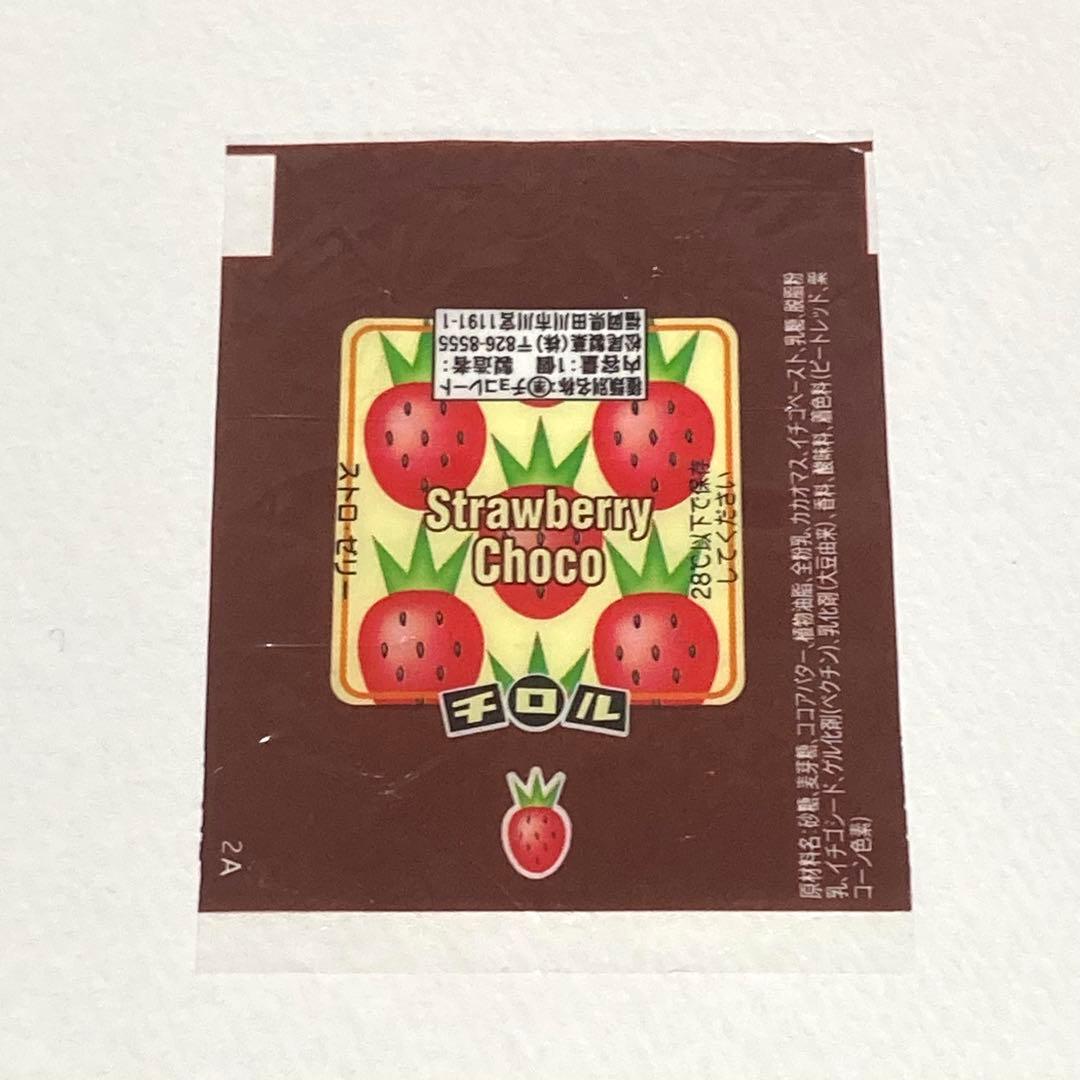 種類別名称:準チョコレート
内容量:1個 製造者:
松尾製菓(株) 〒826-8555
福岡県田川市川宮1191-1
Strawberry
Choco
チロル
ストロ・ゼリー
28℃以下で保存
してください
原材料名:砂糖、麦芽糖、ココアバター、植物油脂、全粉乳、カカオマス、イチゴペースト、乳糖、脱脂粉
乳、イチゴシード、ゲル化剤(ペクチン)、乳化剤(大豆由来)、香料、酸味料、着色料(ビートレッド、葉
コーン色素)
2A